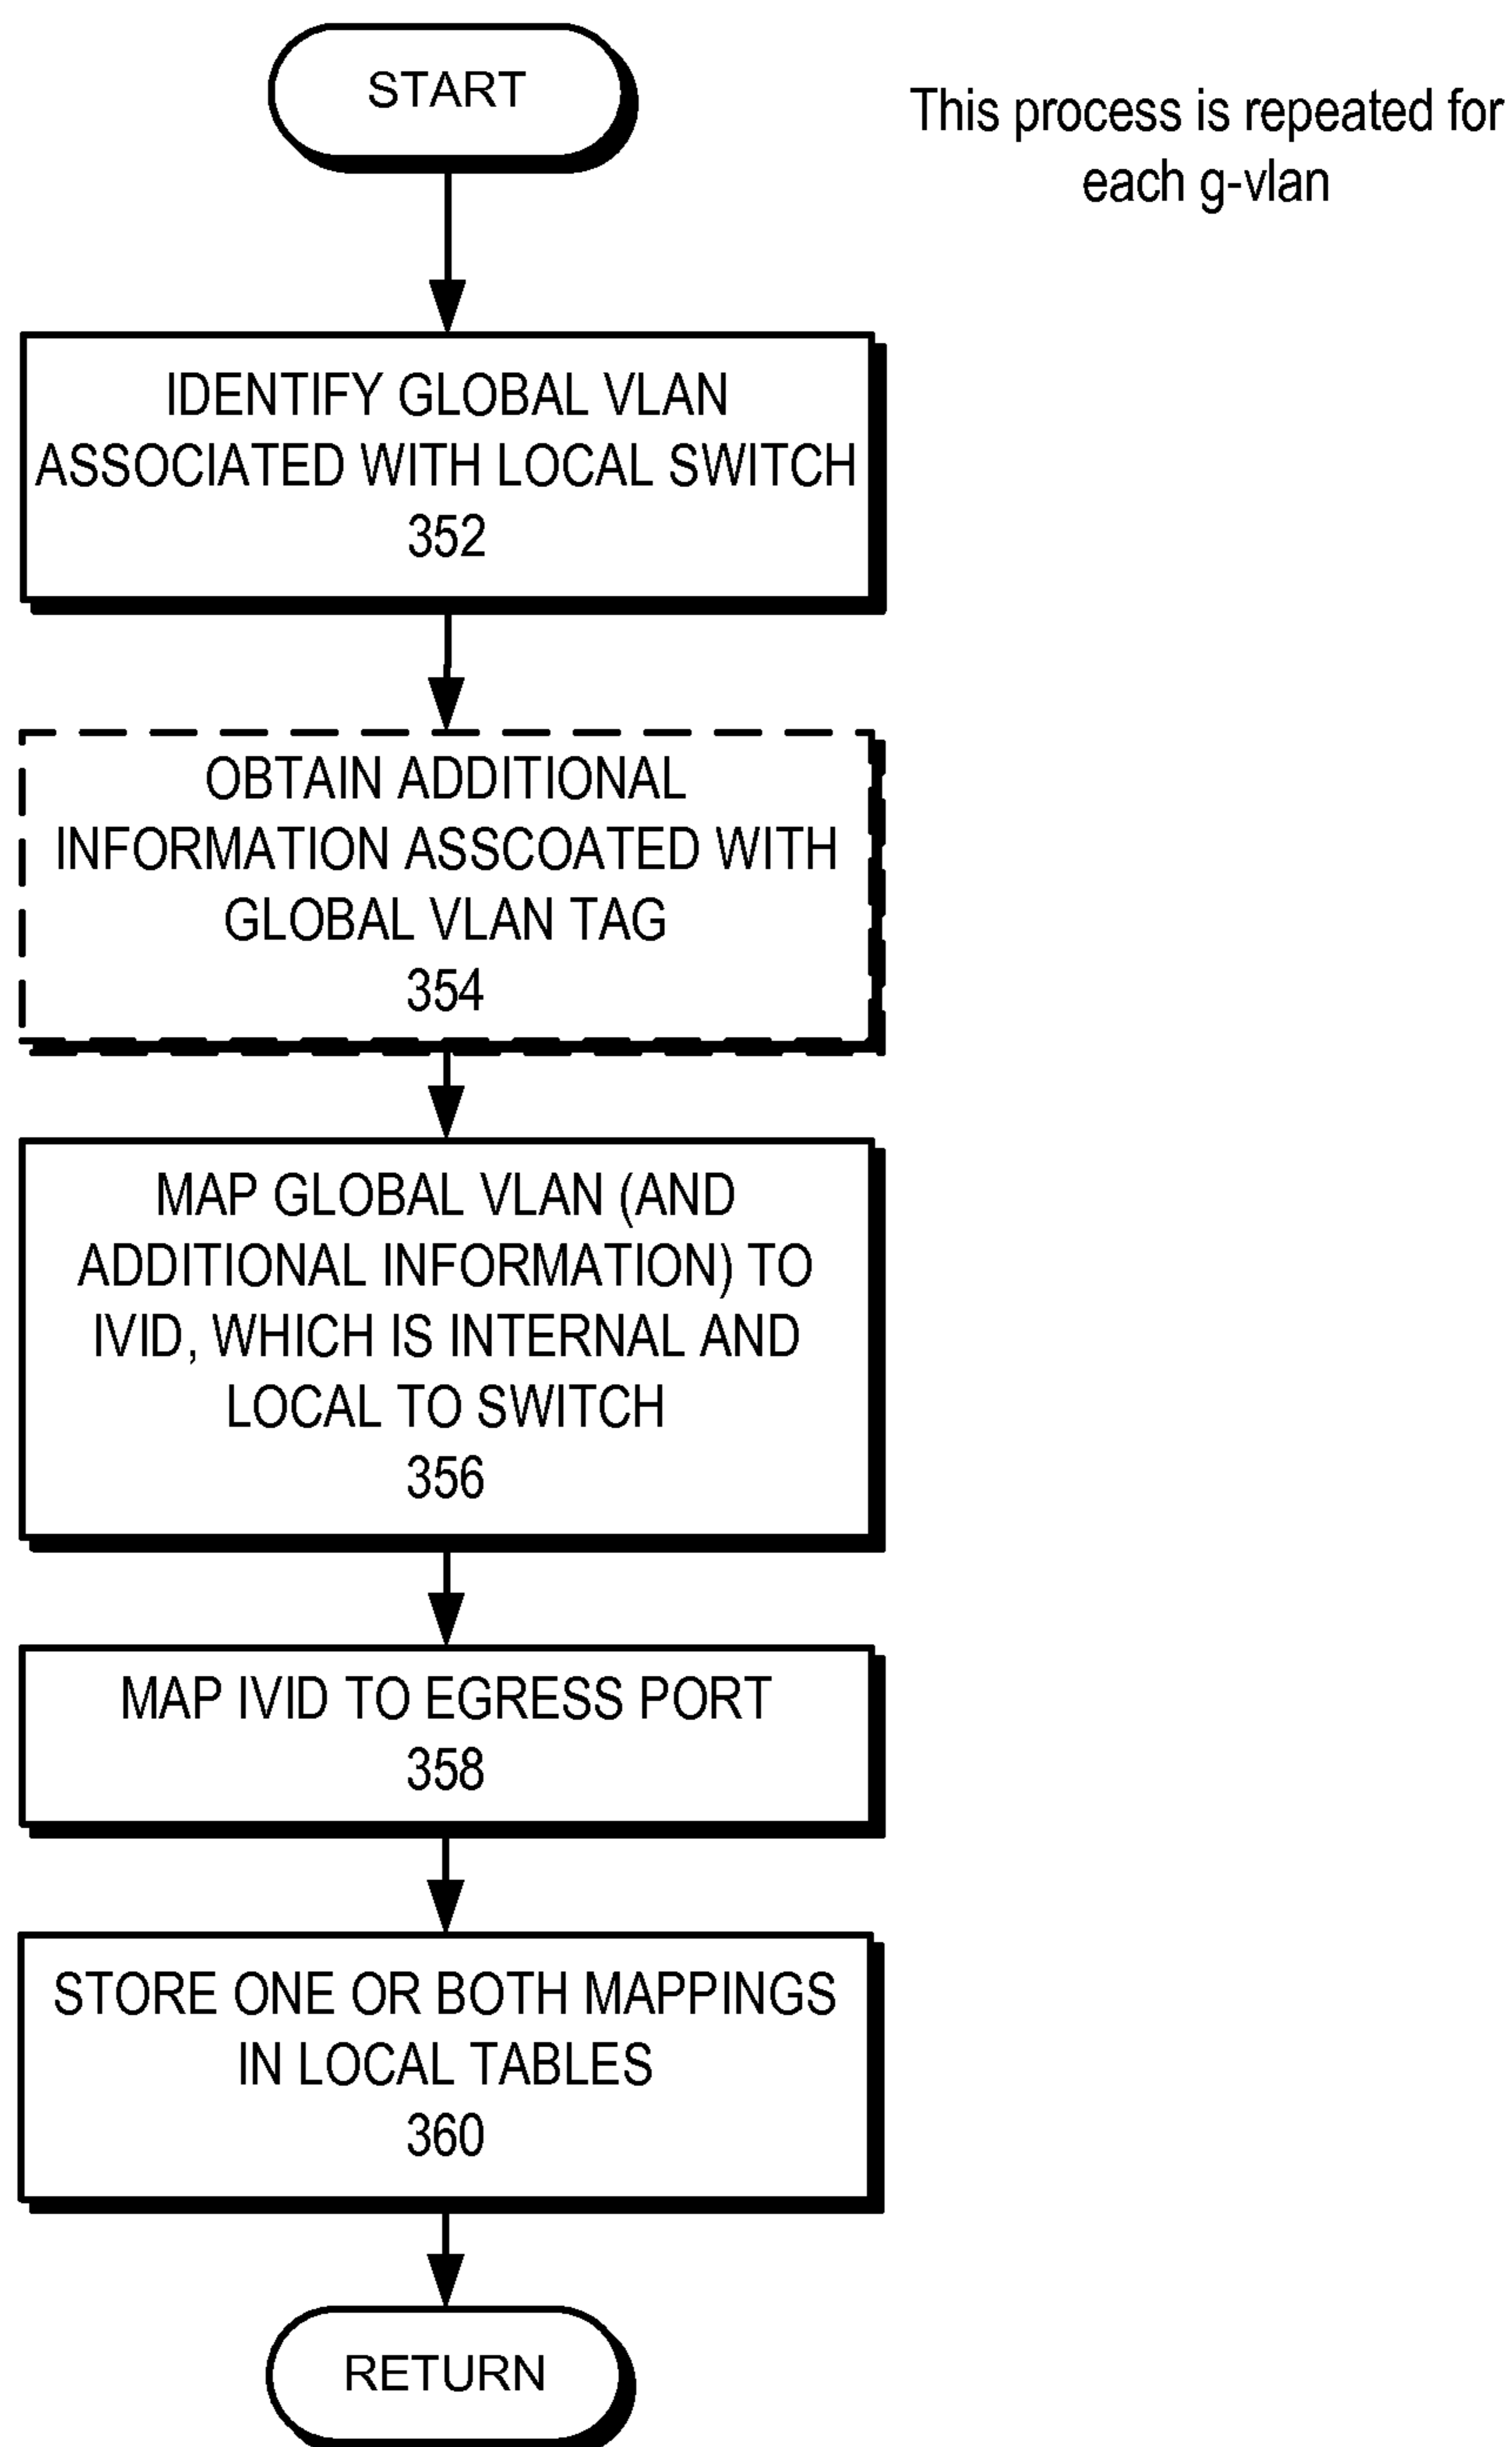 START
This process is repeated for
each g-vlan
IDENTIFY GLOBAL VLAN
ASSOCIATED WITH LOCAL SWITCH
352
OBTAIN ADDITIONAL
INFORMATION ASSCOATED WITH
GLOBAL VLAN TAG
354
MAP GLOBAL VLAN (AND
ADDITIONAL INFORMATION) TO
IVID, WHICH IS INTERNAL AND
LOCAL TO SWITCH
356
MAP IVID TO EGRESS PORT
358
STORE ONE OR BOTH MAPPINGS
IN LOCAL TABLES
360
RETURN